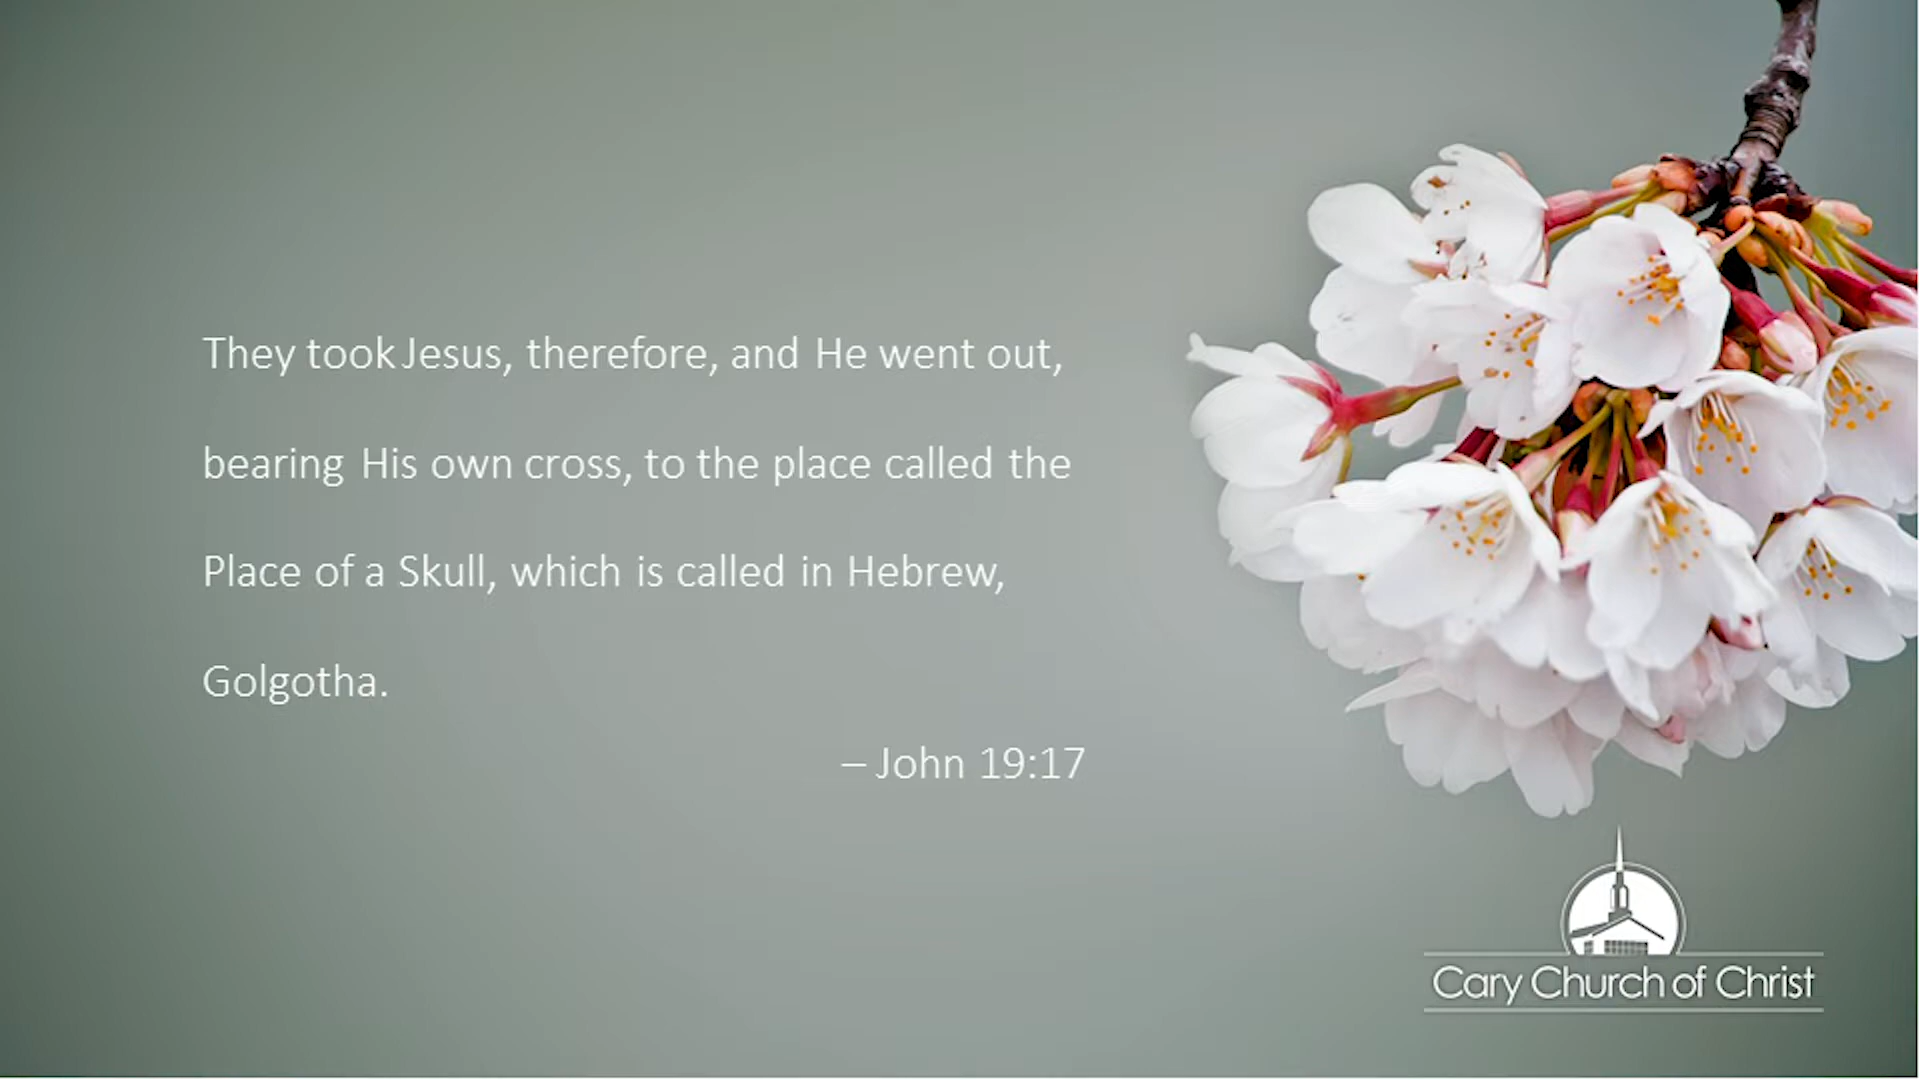 They took Jesus, therefore, and He went out,
bearing His own cross, to the place called the
Place of a Skull, which is called in Hebrew,
Golgotha.
– John 19:17
Cary Church of Christ